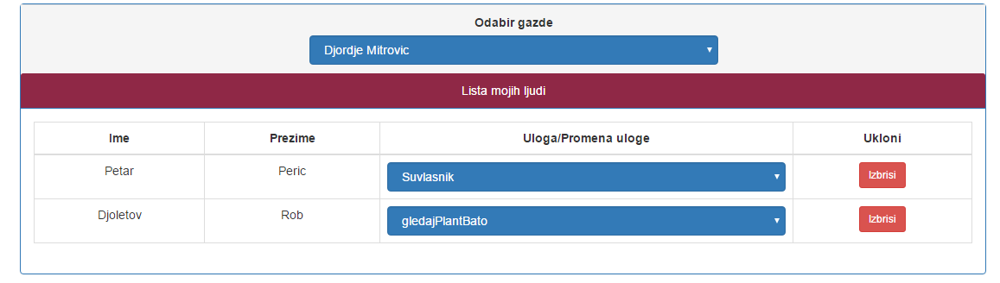 Odabir gazde
Djordje Mitrovic
Lista mojih ljudi
Ime Prezime Uloga/Promena uloge Ukloni
Petar Peric Suvlasnik Izbrisi
Djoletov Rob gledajPlantBato Izbrisi